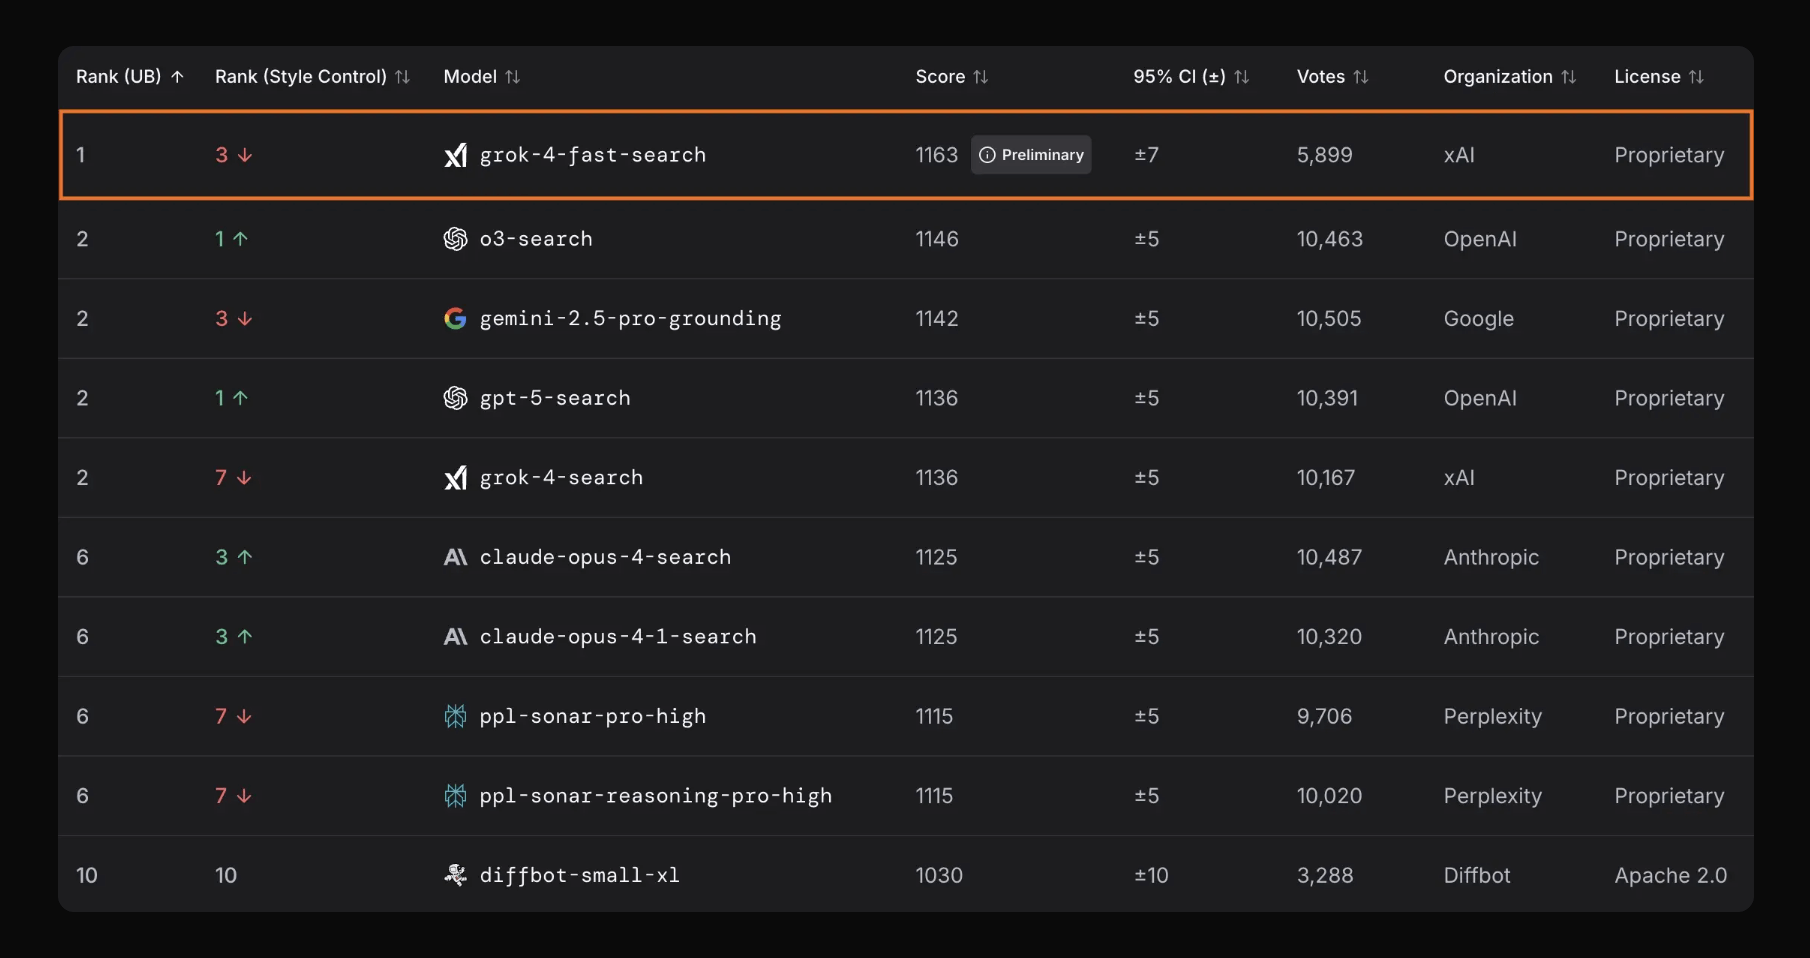 Rank (UB) ↑ Rank (Style Control) ↑↓ Model ↑↓ Score ↑↓ 95% CI (±) ↑↓ Votes ↑↓ Organization ↑↓ License ↑↓
1 3 ↓ grok-4-fast-search 1163 Preliminary ±7 5,899 xAI Proprietary
2 1 ↑ o3-search 1146 ±5 10,463 OpenAI Proprietary
2 3 ↓ gemini-2.5-pro-grounding 1142 ±5 10,505 Google Proprietary
2 1 ↑ gpt-5-search 1136 ±5 10,391 OpenAI Proprietary
2 7 ↓ grok-4-search 1136 ±5 10,167 xAI Proprietary
6 3 ↑ claude-opus-4-search 1125 ±5 10,487 Anthropic Proprietary
6 3 ↑ claude-opus-4-1-search 1125 ±5 10,320 Anthropic Proprietary
6 7 ↓ ppl-sonar-pro-high 1115 ±5 9,706 Perplexity Proprietary
6 7 ↓ ppl-sonar-reasoning-pro-high 1115 ±5 10,020 Perplexity Proprietary
10 10 diffbot-small-xl 1030 ±10 3,288 Diffbot Apache 2.0